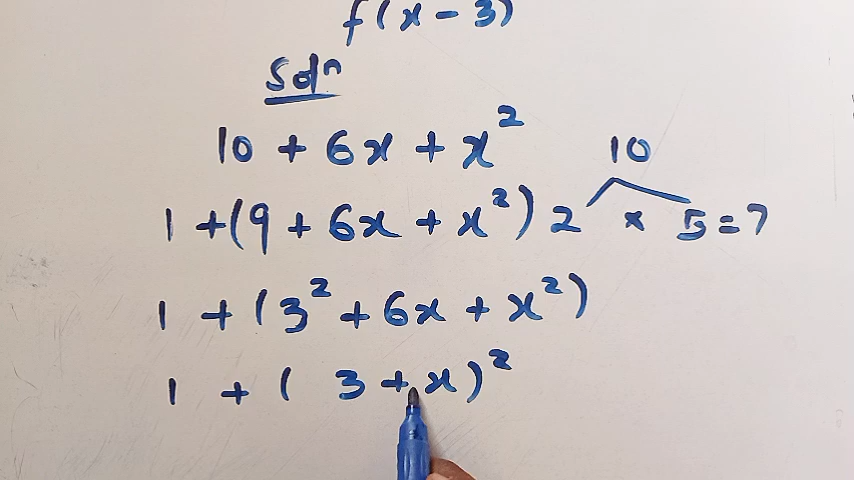 f(x - 3)
Soln
10 + 6x + x²
10
1 + (9 + 6x + x²) 2 × 5 = 7
1 + (3² + 6x + x²)
1 + ( 3 + x)²